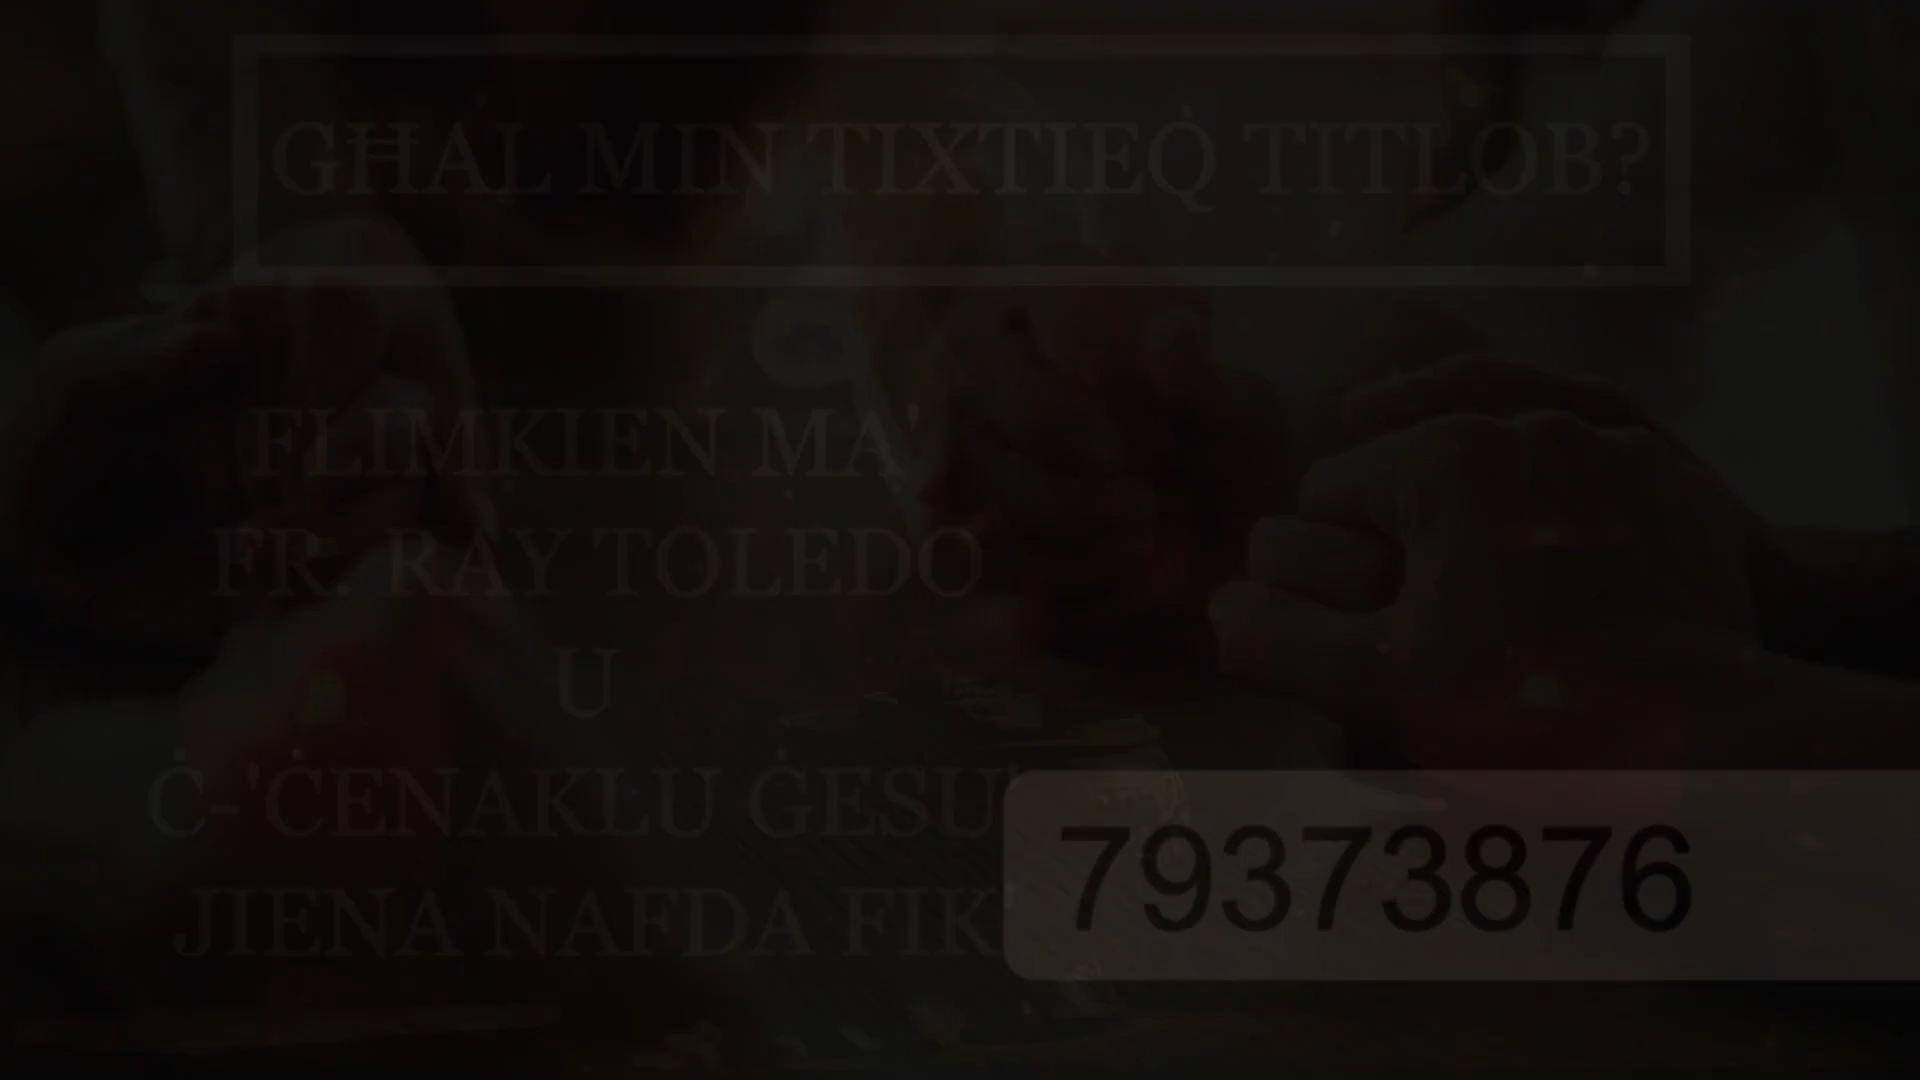 GĦAL MIN TIXTIEQ TITLOB?
FLIMKIEN MA'
FR. RAY TOLEDO
U
Ċ-'ĊENAKLU ĠESU'
JIENA NAFDA FIK
79373876